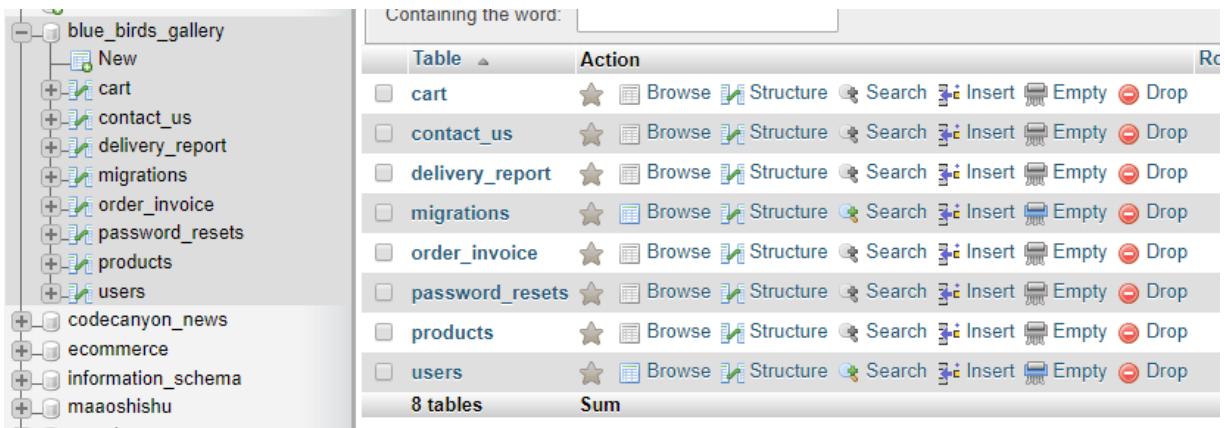 blue_birds_gallery
New
cart
contact_us
delivery_report
migrations
order_invoice
password_resets
products
users
codecanyon_news
ecommerce
information_schema
maaoshishu
Containing the word:
Table Action
cart Browse Structure Search Insert Empty Drop
contact_us Browse Structure Search Insert Empty Drop
delivery_report Browse Structure Search Insert Empty Drop
migrations Browse Structure Search Insert Empty Drop
order_invoice Browse Structure Search Insert Empty Drop
password_resets Browse Structure Search Insert Empty Drop
products Browse Structure Search Insert Empty Drop
users Browse Structure Search Insert Empty Drop
8 tables Sum